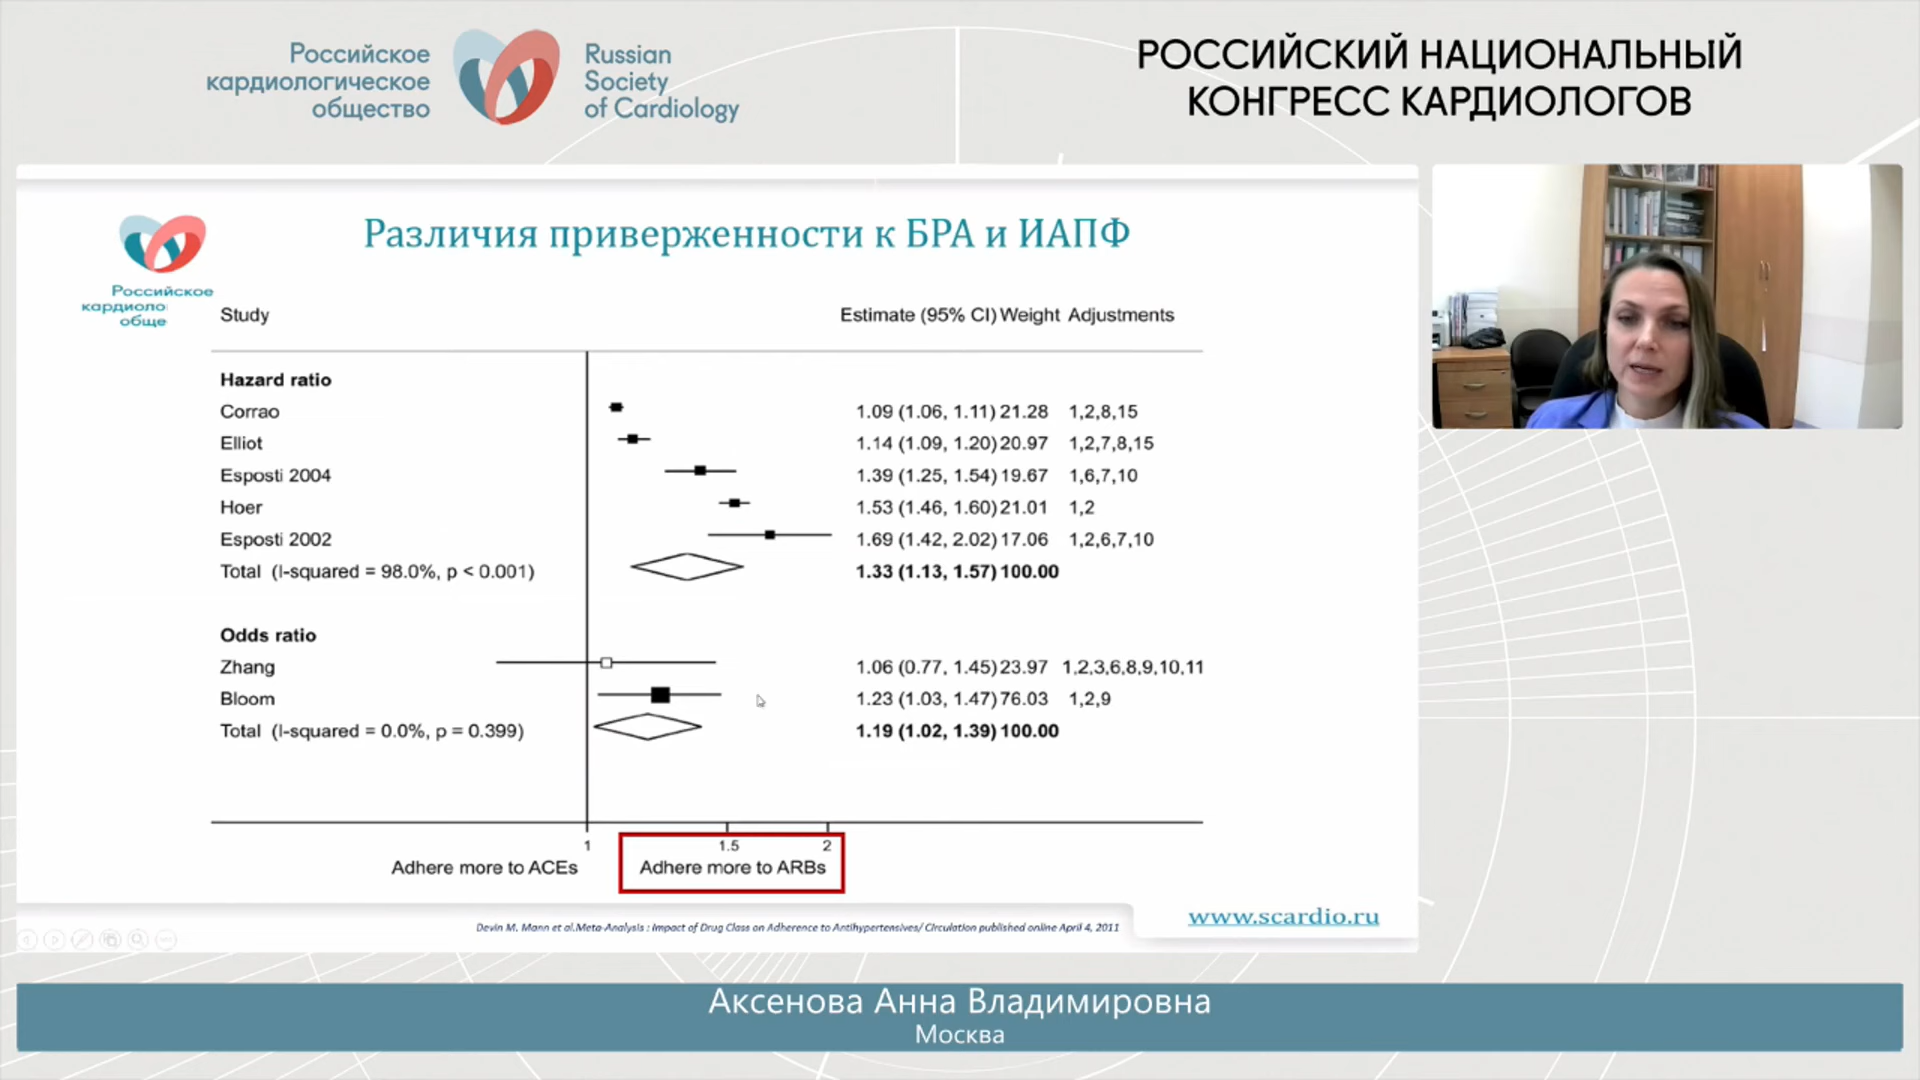 Российское
кардиологическое
общество
Russian
Society
of Cardiology
РОССИЙСКИЙ НАЦИОНАЛЬНЫЙ
КОНГРЕСС КАРДИОЛОГОВ
Различия приверженности к БРА и ИАПФ
Российское
кардиоло
обще
Study Estimate (95% CI) Weight Adjustments
Hazard ratio
Corrao 1.09 (1.06, 1.11) 21.28 1,2,8,15
Elliot 1.14 (1.09, 1.20) 20.97 1,2,7,8,15
Esposti 2004 1.39 (1.25, 1.54) 19.67 1,6,7,10
Hoer 1.53 (1.46, 1.60) 21.01 1,2
Esposti 2002 1.69 (1.42, 2.02) 17.06 1,2,6,7,10
Total (I-squared = 98.0%, p < 0.001) 1.33 (1.13, 1.57) 100.00
Odds ratio
Zhang 1.06 (0.77, 1.45) 23.97 1,2,3,6,8,9,10,11
Bloom 1.23 (1.03, 1.47) 76.03 1,2,9
Total (I-squared = 0.0%, p = 0.399) 1.19 (1.02, 1.39) 100.00
1 1.5 2
Adhere more to ACEs Adhere more to ARBs
www.scardio.ru
Devin M. Mann et al.Meta-Analysis : Impact of Drug Class on Adherence to Antihypertensives/ Circulation published online April 4, 2011
Аксенова Анна Владимировна
Москва